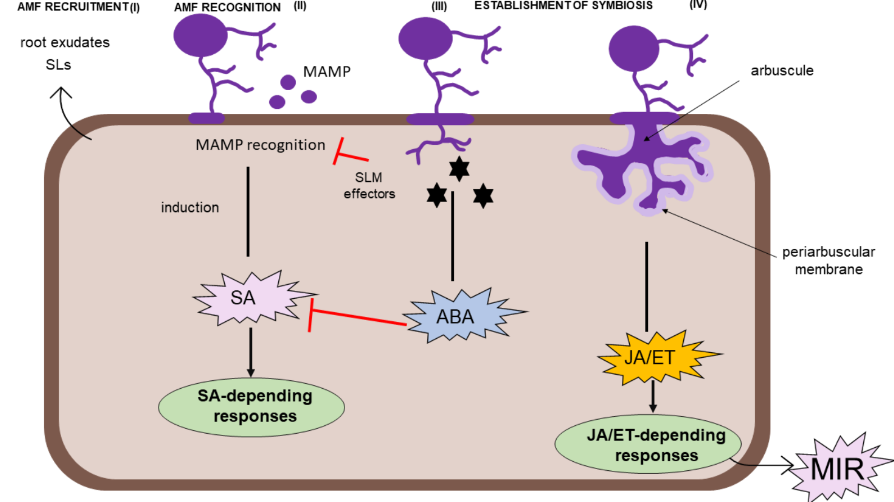 AMF RECRUITMENT(I)
AMF RECOGNITION (II)
(III) ESTABLISHMENT OF SYMBIOSIS (IV)
root exudates
SLs
MAMP
arbuscule
MAMP recognition
SLM
effectors
induction
periarbuscular
membrane
SA
ABA
JA/ET
SA-depending
responses
JA/ET-depending
responses
MIR